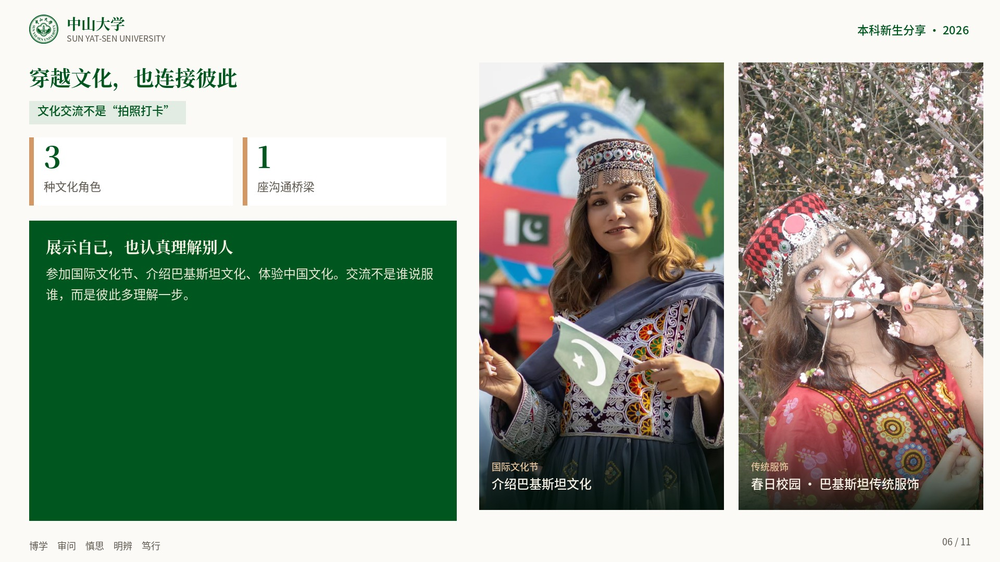 中山大学
SUN YAT-SEN UNIVERSITY
本科新生分享 · 2026
穿越文化，也连接彼此
文化交流不是“拍照打卡”
3
种文化角色
1
座沟通桥梁
展示自己，也认真理解别人
参加国际文化节、介绍巴基斯坦文化、体验中国文化。交流不是谁说服
谁，而是彼此多理解一步。
国际文化节
介绍巴基斯坦文化
传统服饰
春日校园 · 巴基斯坦传统服饰
博学 审问 慎思 明辨 笃行
06 / 11